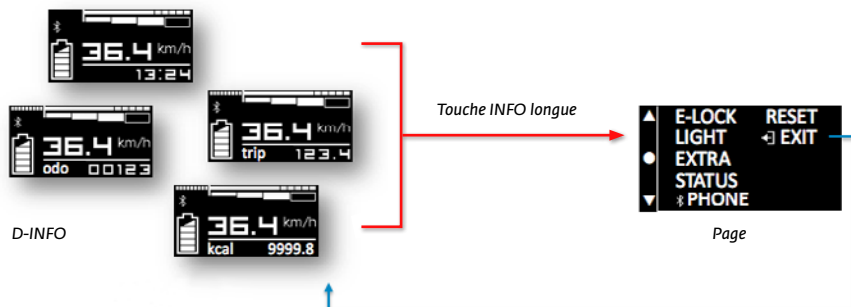 36.4 km/h
13:24
36.4 km/h
odo 00123
36.4 km/h
trip 123.4
36.4 km/h
kcal 9999.8
D-INFO
Touche INFO longue
E-LOCK RESET
LIGHT EXIT
EXTRA
STATUS
PHONE
Page